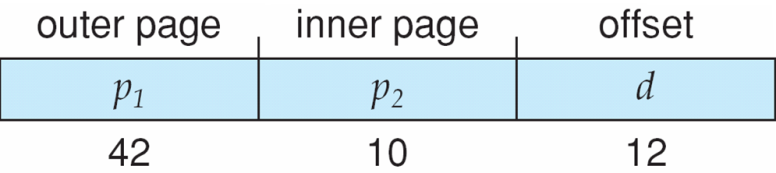 outer page inner page offset
p₁ p₂ d
42 10 12